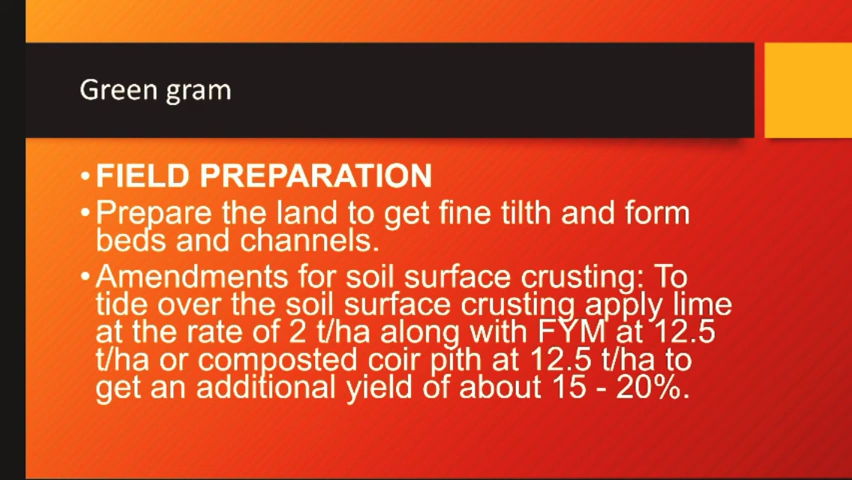 Green gram
•FIELD PREPARATION
•Prepare the land to get fine tilth and form
beds and channels.
•Amendments for soil surface crusting: To
tide over the soil surface crusting apply lime
at the rate of 2 t/ha along with FYM at 12.5
t/ha or composted coir pith at 12.5 t/ha to
get an additional yield of about 15 - 20%.